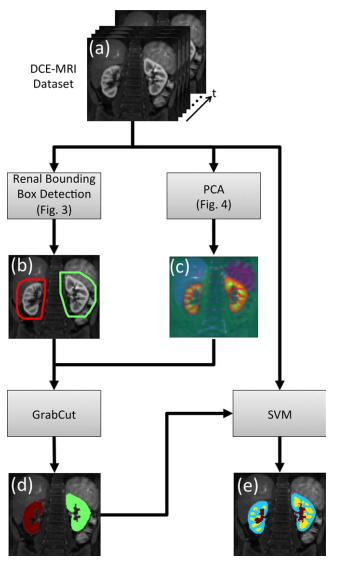 (a)
DCE-MRI
Dataset
t
Renal Bounding
Box Detection
(Fig. 3)
PCA
(Fig. 4)
(b)
(c)
GrabCut
SVM
(d)
(e)